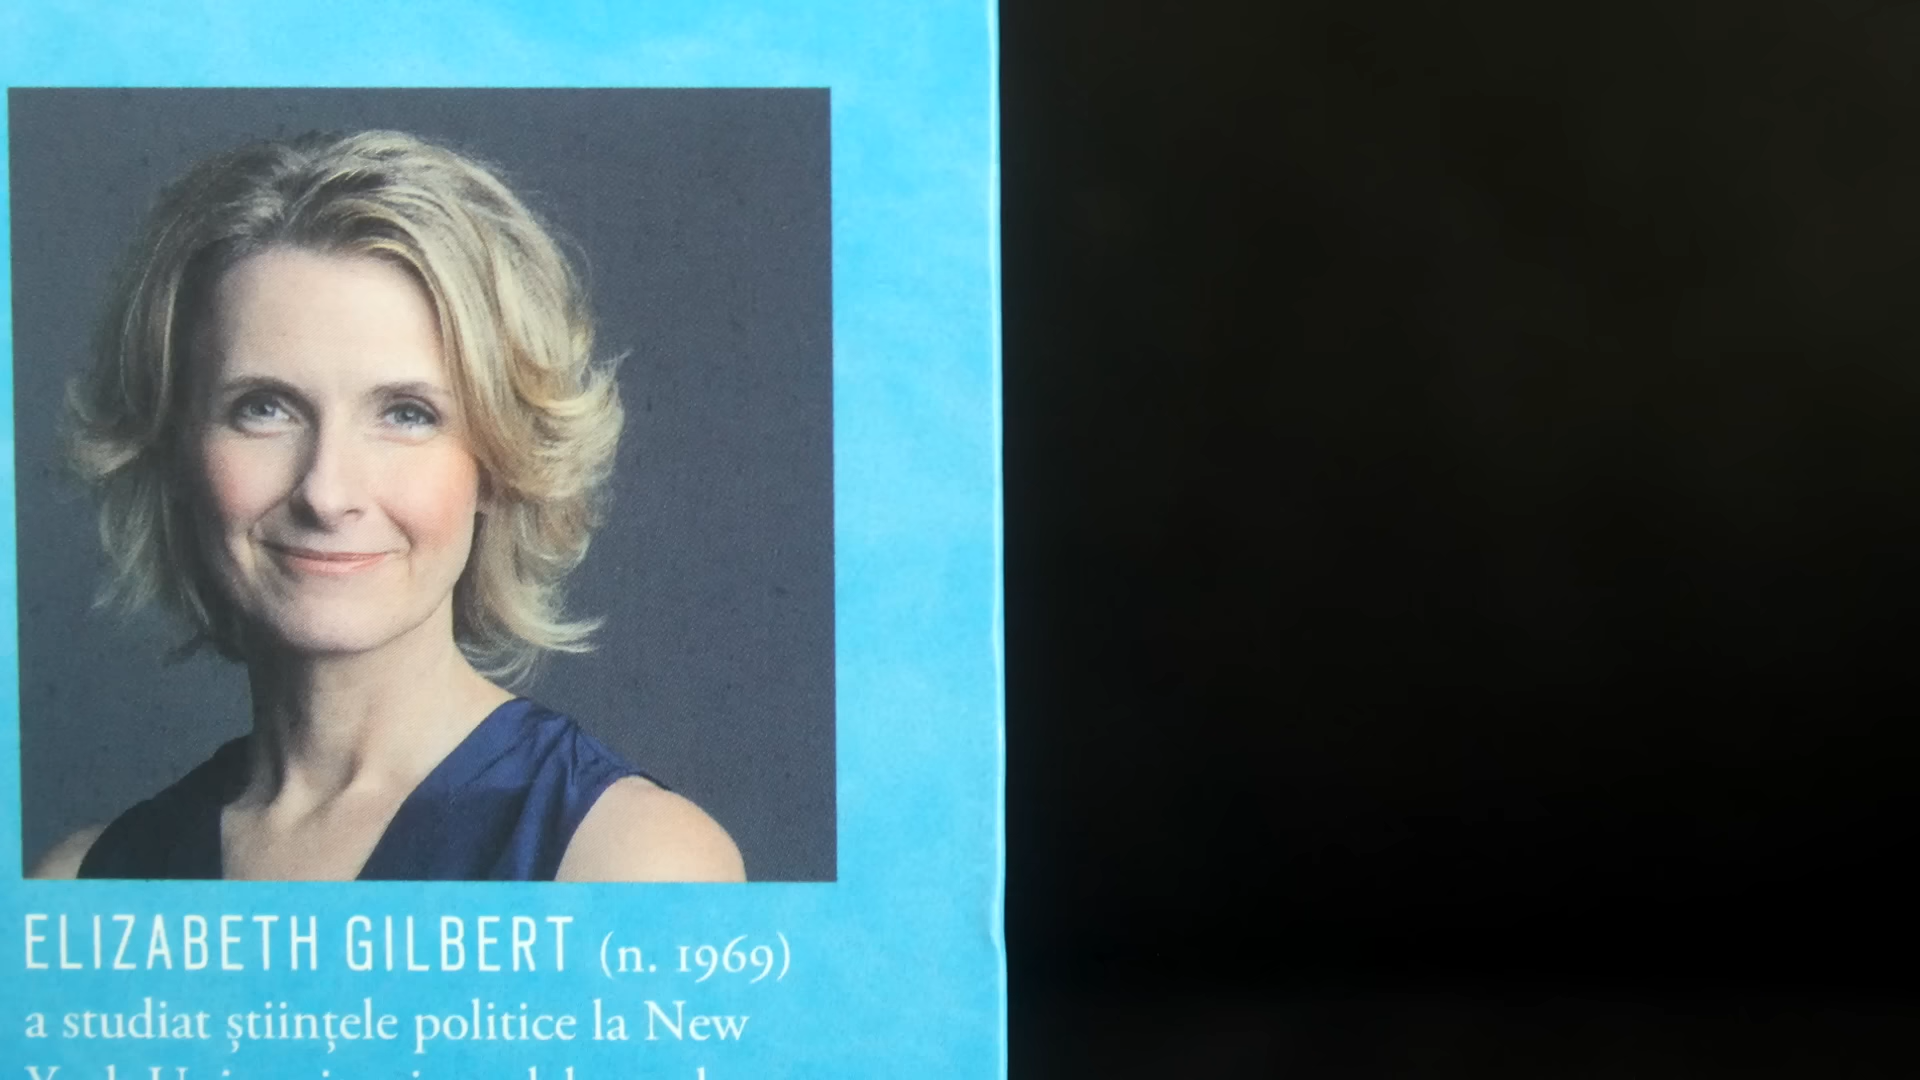 ELIZABETH GILBERT (n. 1969)
a studiat științele politice la New